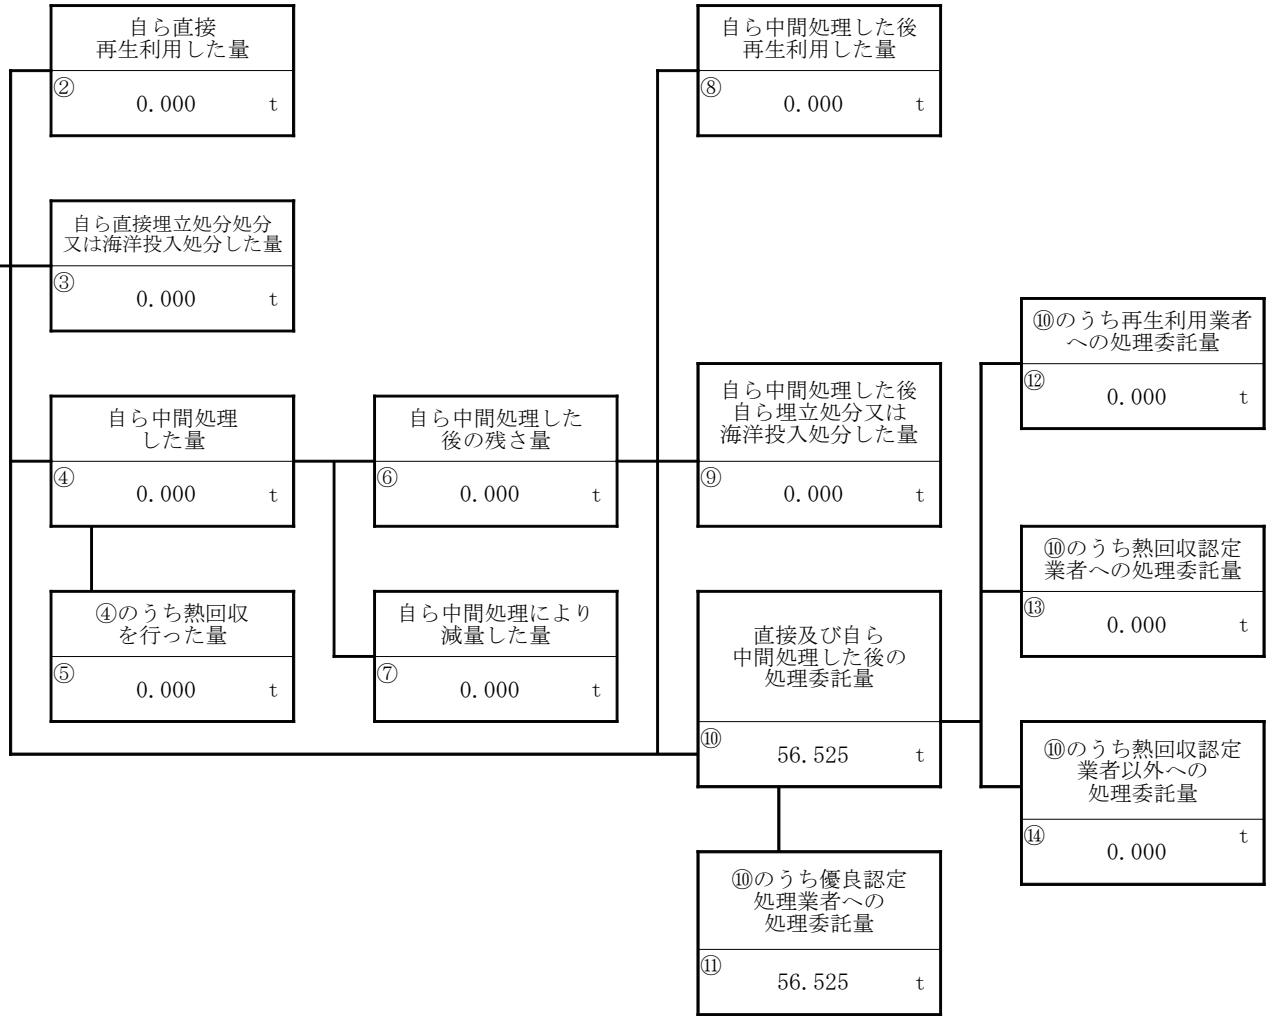 自ら直接
再生利用した量
②
0.000 t
自ら直接埋立処分処分
又は海洋投入処分した量
③
0.000 t
自ら中間処理
した量
④
0.000 t
④のうち熱回収
を行った量
⑤
0.000 t
自ら中間処理した
後の残さ量
⑥
0.000 t
自ら中間処理により
減量した量
⑦
0.000 t
自ら中間処理した後
再生利用した量
⑧
0.000 t
自ら中間処理した後
自ら埋立処分又は
海洋投入処分した量
⑨
0.000 t
直接及び自ら
中間処理した後の
処理委託量
⑩
56.525 t
⑩のうち優良認定
処理業者への
処理委託量
⑪
56.525 t
⑩のうち再生利用業者
への処理委託量
⑫
0.000 t
⑩のうち熱回収認定
業者への処理委託量
⑬
0.000 t
⑩のうち熱回収認定
業者以外への
処理委託量
⑭
0.000 t